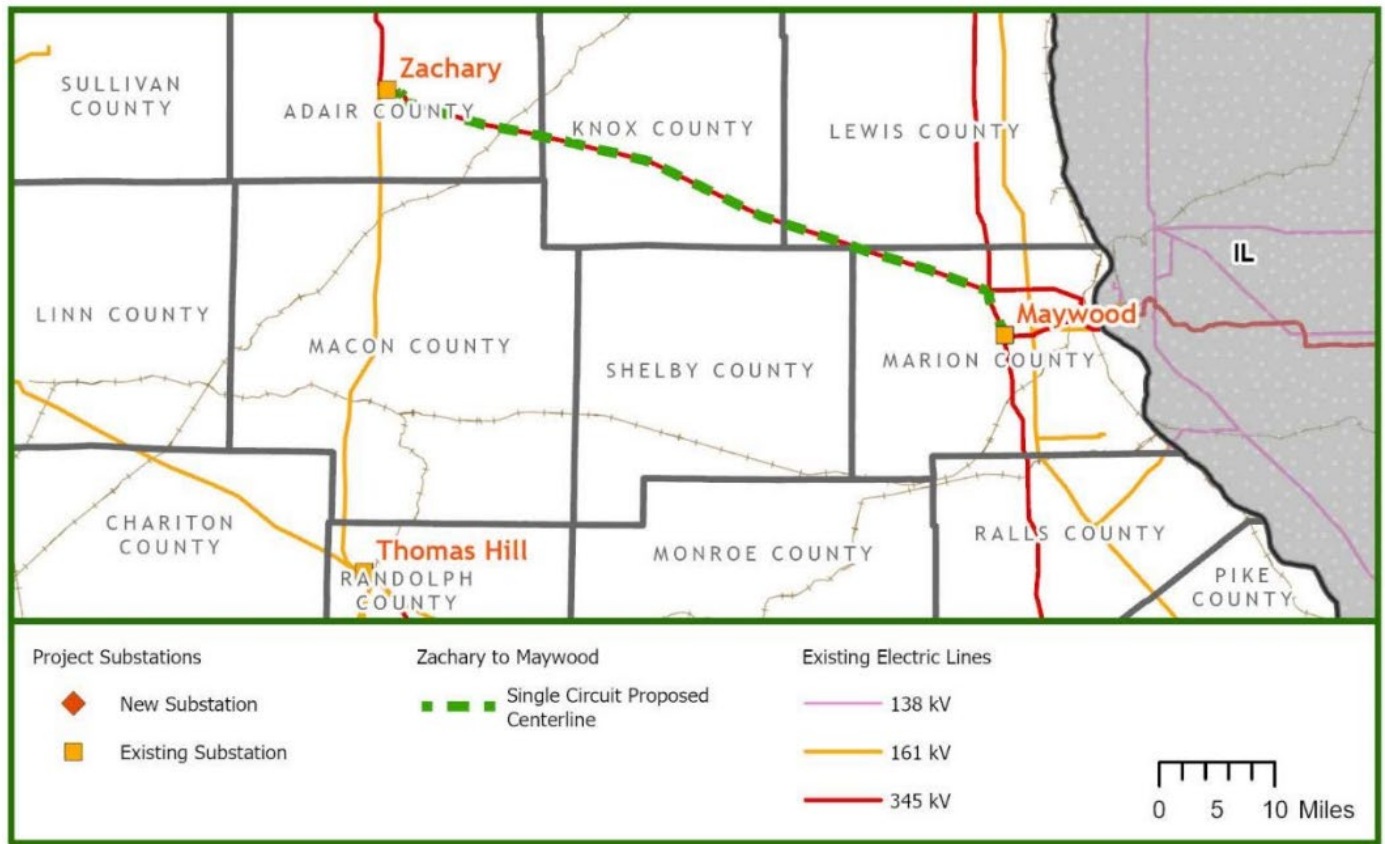 Zachary
SULLIVAN
COUNTY
ADAIR COUNTY
KNOX COUNTY
LEWIS COUNTY
IL
LINN COUNTY
MACON COUNTY
SHELBY COUNTY
Maywood
MARION COUNTY
CHARITON
COUNTY
Thomas Hill
RANDOLPH
COUNTY
MONROE COUNTY
RALLS COUNTY
PIKE
COUNTY
Project Substations
New Substation
Existing Substation
Zachary to Maywood
Single Circuit Proposed
Centerline
Existing Electric Lines
138 kV
161 kV
345 kV
0 5 10 Miles